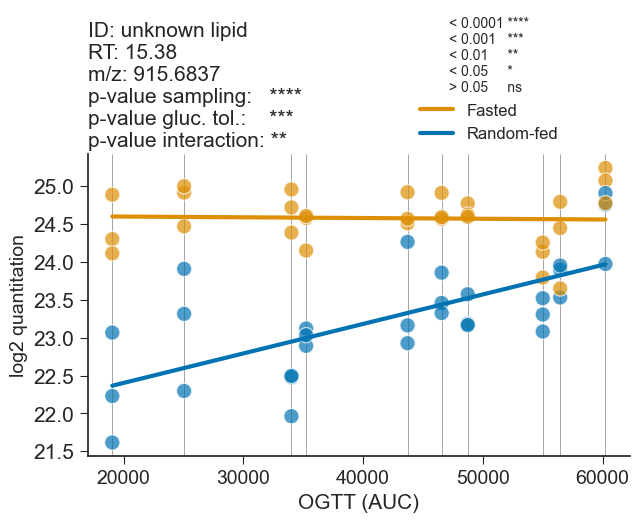 ID: unknown lipid
RT: 15.38
m/z: 915.6837
p-value sampling: ****
p-value gluc. tol.: ***
p-value interaction: **
< 0.0001 ****
< 0.001 ***
< 0.01 **
< 0.05 *
> 0.05 ns
Fasted
Random-fed
log2 quantitation
25.0
24.5
24.0
23.5
23.0
22.5
22.0
21.5
20000 30000 40000 50000 60000
OGTT (AUC)